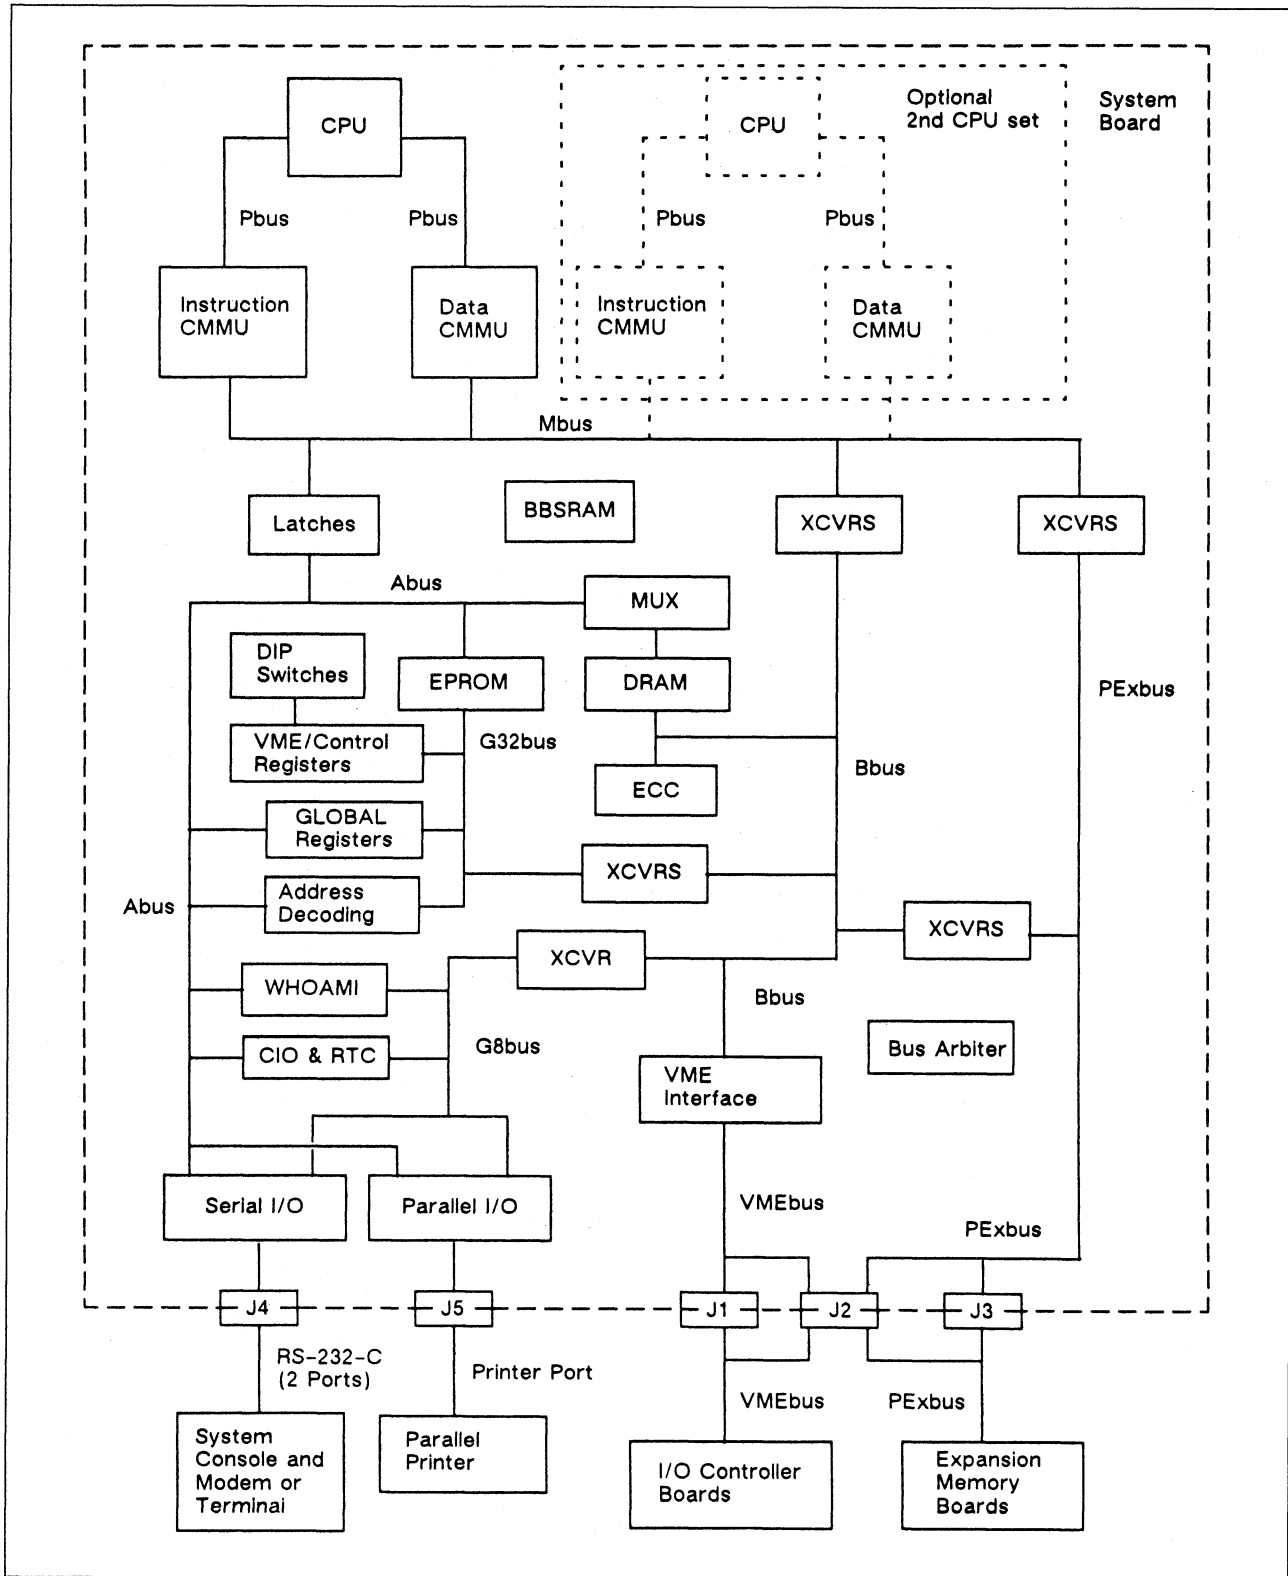 CPU
CPU
Optional
2nd CPU set
System
Board
Pbus
Pbus
Pbus
Pbus
Instruction
CMMU
Data
CMMU
Instruction
CMMU
Data
CMMU
Mbus
Latches
BBSRAM
XCVRS
XCVRS
Abus
MUX
DIP
Switches
EPROM
DRAM
PExbus
VME/Control
Registers
G32bus
Bbus
ECC
GLOBAL
Registers
XCVRS
Abus
Address
Decoding
XCVRS
XCVR
WHOAMI
Bbus
CIO & RTC
G8bus
Bus Arbiter
VME
Interface
Serial I/O
Parallel I/O
VMEbus
PExbus
J4
J5
J1
J2
J3
RS-232-C
(2 Ports)
Printer Port
VMEbus
PExbus
System
Console and
Modem or
Terminal
Parallel
Printer
I/O Controller
Boards
Expansion
Memory
Boards